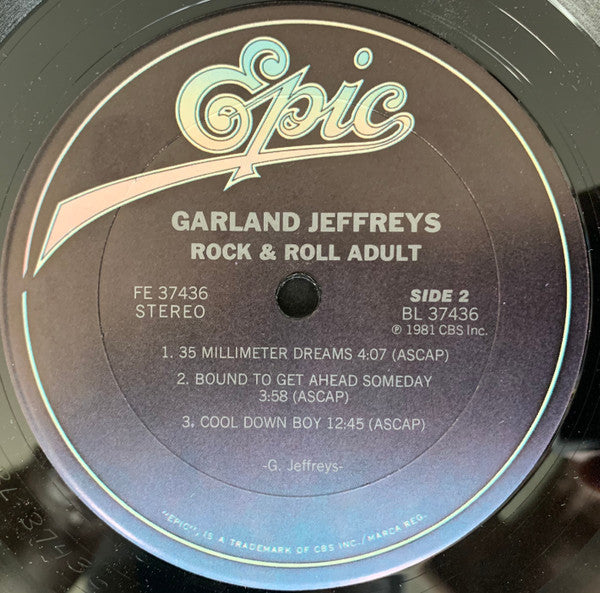 Epic
GARLAND JEFFREYS
ROCK & ROLL ADULT
FE 37436
STEREO
SIDE 2
BL 37436
℗ 1981 CBS Inc.
1. 35 MILLIMETER DREAMS 4:07 (ASCAP)
2. BOUND TO GET AHEAD SOMEDAY
3:58 (ASCAP)
3. COOL DOWN BOY 12:45 (ASCAP)
-G. Jeffreys-
"EPIC", IS A TRADEMARK OF CBS INC./MARCA REG.